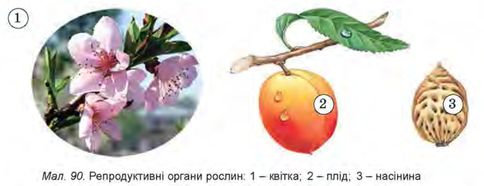 1
2
3
Мал. 90. Репродуктивні органи рослин: 1 – квітка; 2 – плід; 3 – насінина